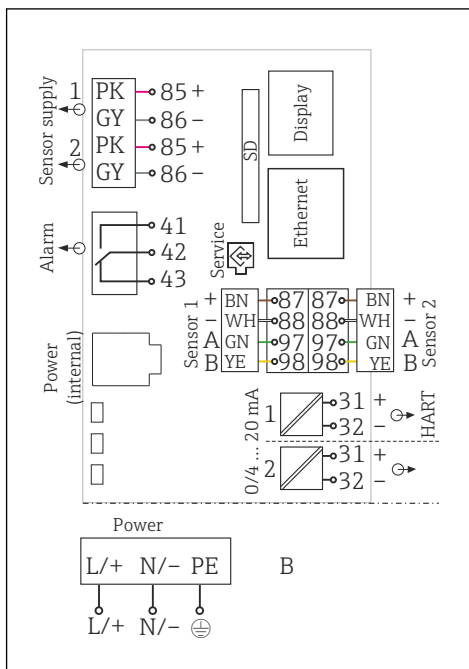 Sensor supply
1 PK 85 +
GY 86 -
2 PK 85 +
GY 86 -
Display
SD
Ethernet
Alarm
41
42
43
Service
Sensor 1
+ BN 87 87 BN +
- WH 88 88 WH -
A GN 97 97 GN A
B YE 98 98 YE B
Sensor 2
Power
(internal)
0/4 ... 20 mA
1 31 +
32 -
HART
2 31 +
32 -
Power
L/+ N/- PE
B
L/+ N/-